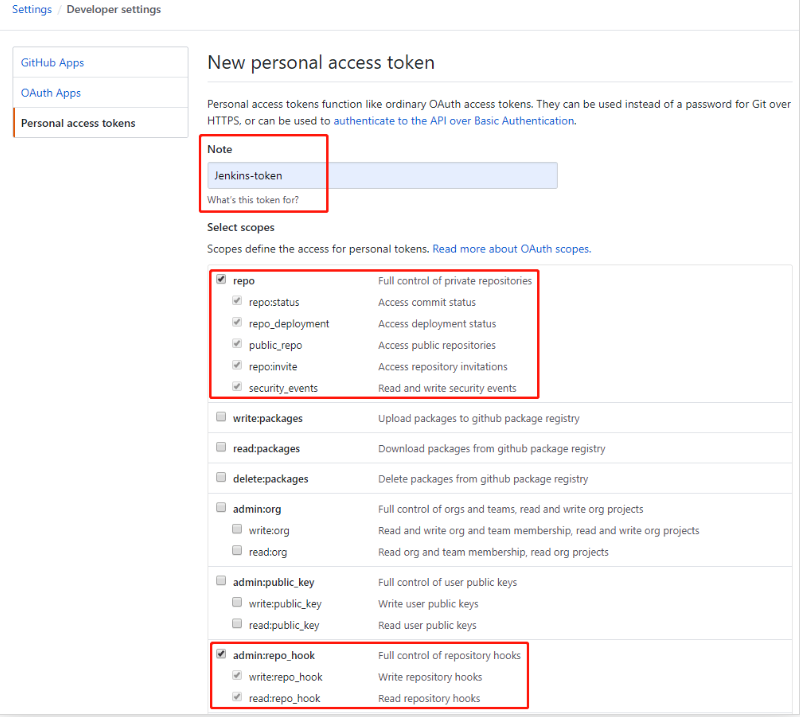 Settings / Developer settings
GitHub Apps
OAuth Apps
Personal access tokens
New personal access token
Personal access tokens function like ordinary OAuth access tokens. They can be used instead of a password for Git over
HTTPS, or can be used to authenticate to the API over Basic Authentication.
Note
Jenkins-token
What's this token for?
Select scopes
Scopes define the access for personal tokens. Read more about OAuth scopes.
repo Full control of private repositories
repo:status Access commit status
repo_deployment Access deployment status
public_repo Access public repositories
repo:invite Access repository invitations
security_events Read and write security events
write:packages Upload packages to github package registry
read:packages Download packages from github package registry
delete:packages Delete packages from github package registry
admin:org Full control of orgs and teams, read and write org projects
write:org Read and write org and team membership, read and write org projects
read:org Read org and team membership, read org projects
admin:public_key Full control of user public keys
write:public_key Write user public keys
read:public_key Read user public keys
admin:repo_hook Full control of repository hooks
write:repo_hook Write repository hooks
read:repo_hook Read repository hooks